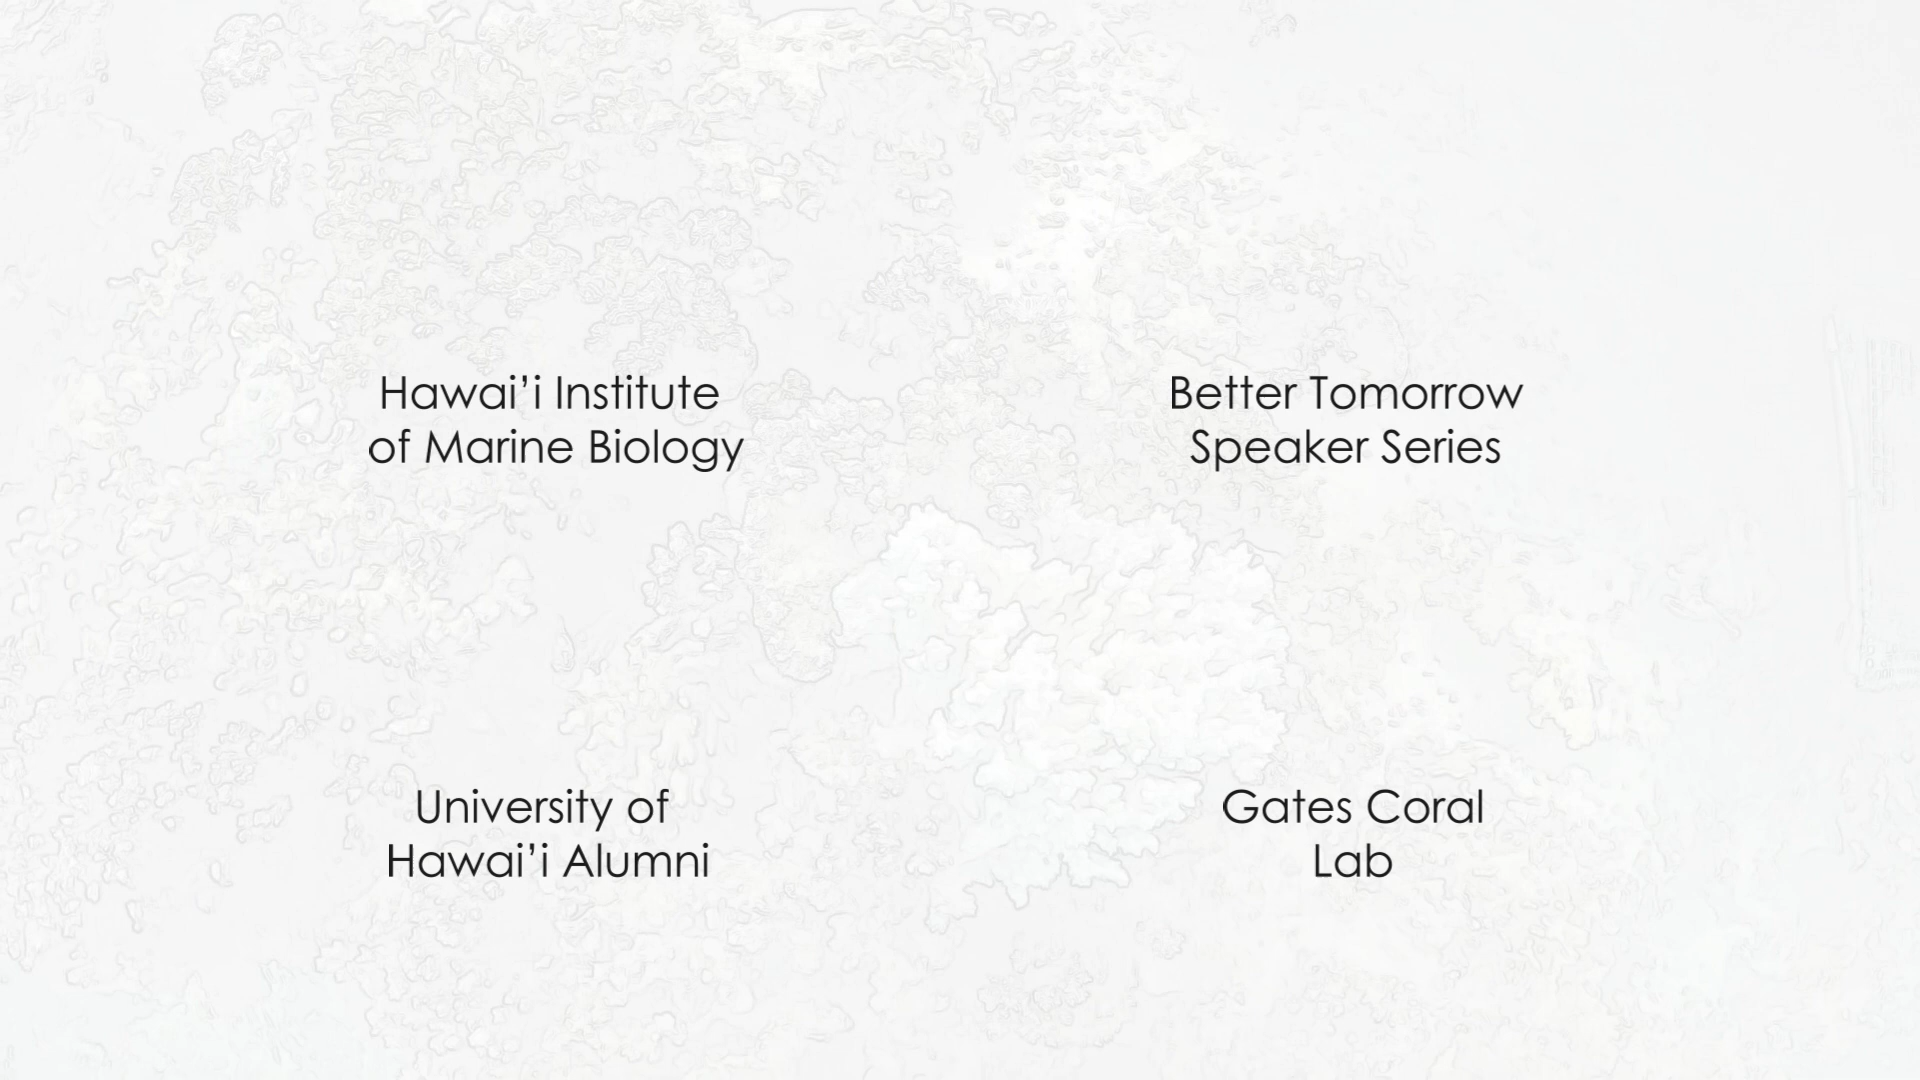 Hawai’i Institute
of Marine Biology
Better Tomorrow
Speaker Series
University of
Hawai’i Alumni
Gates Coral
Lab